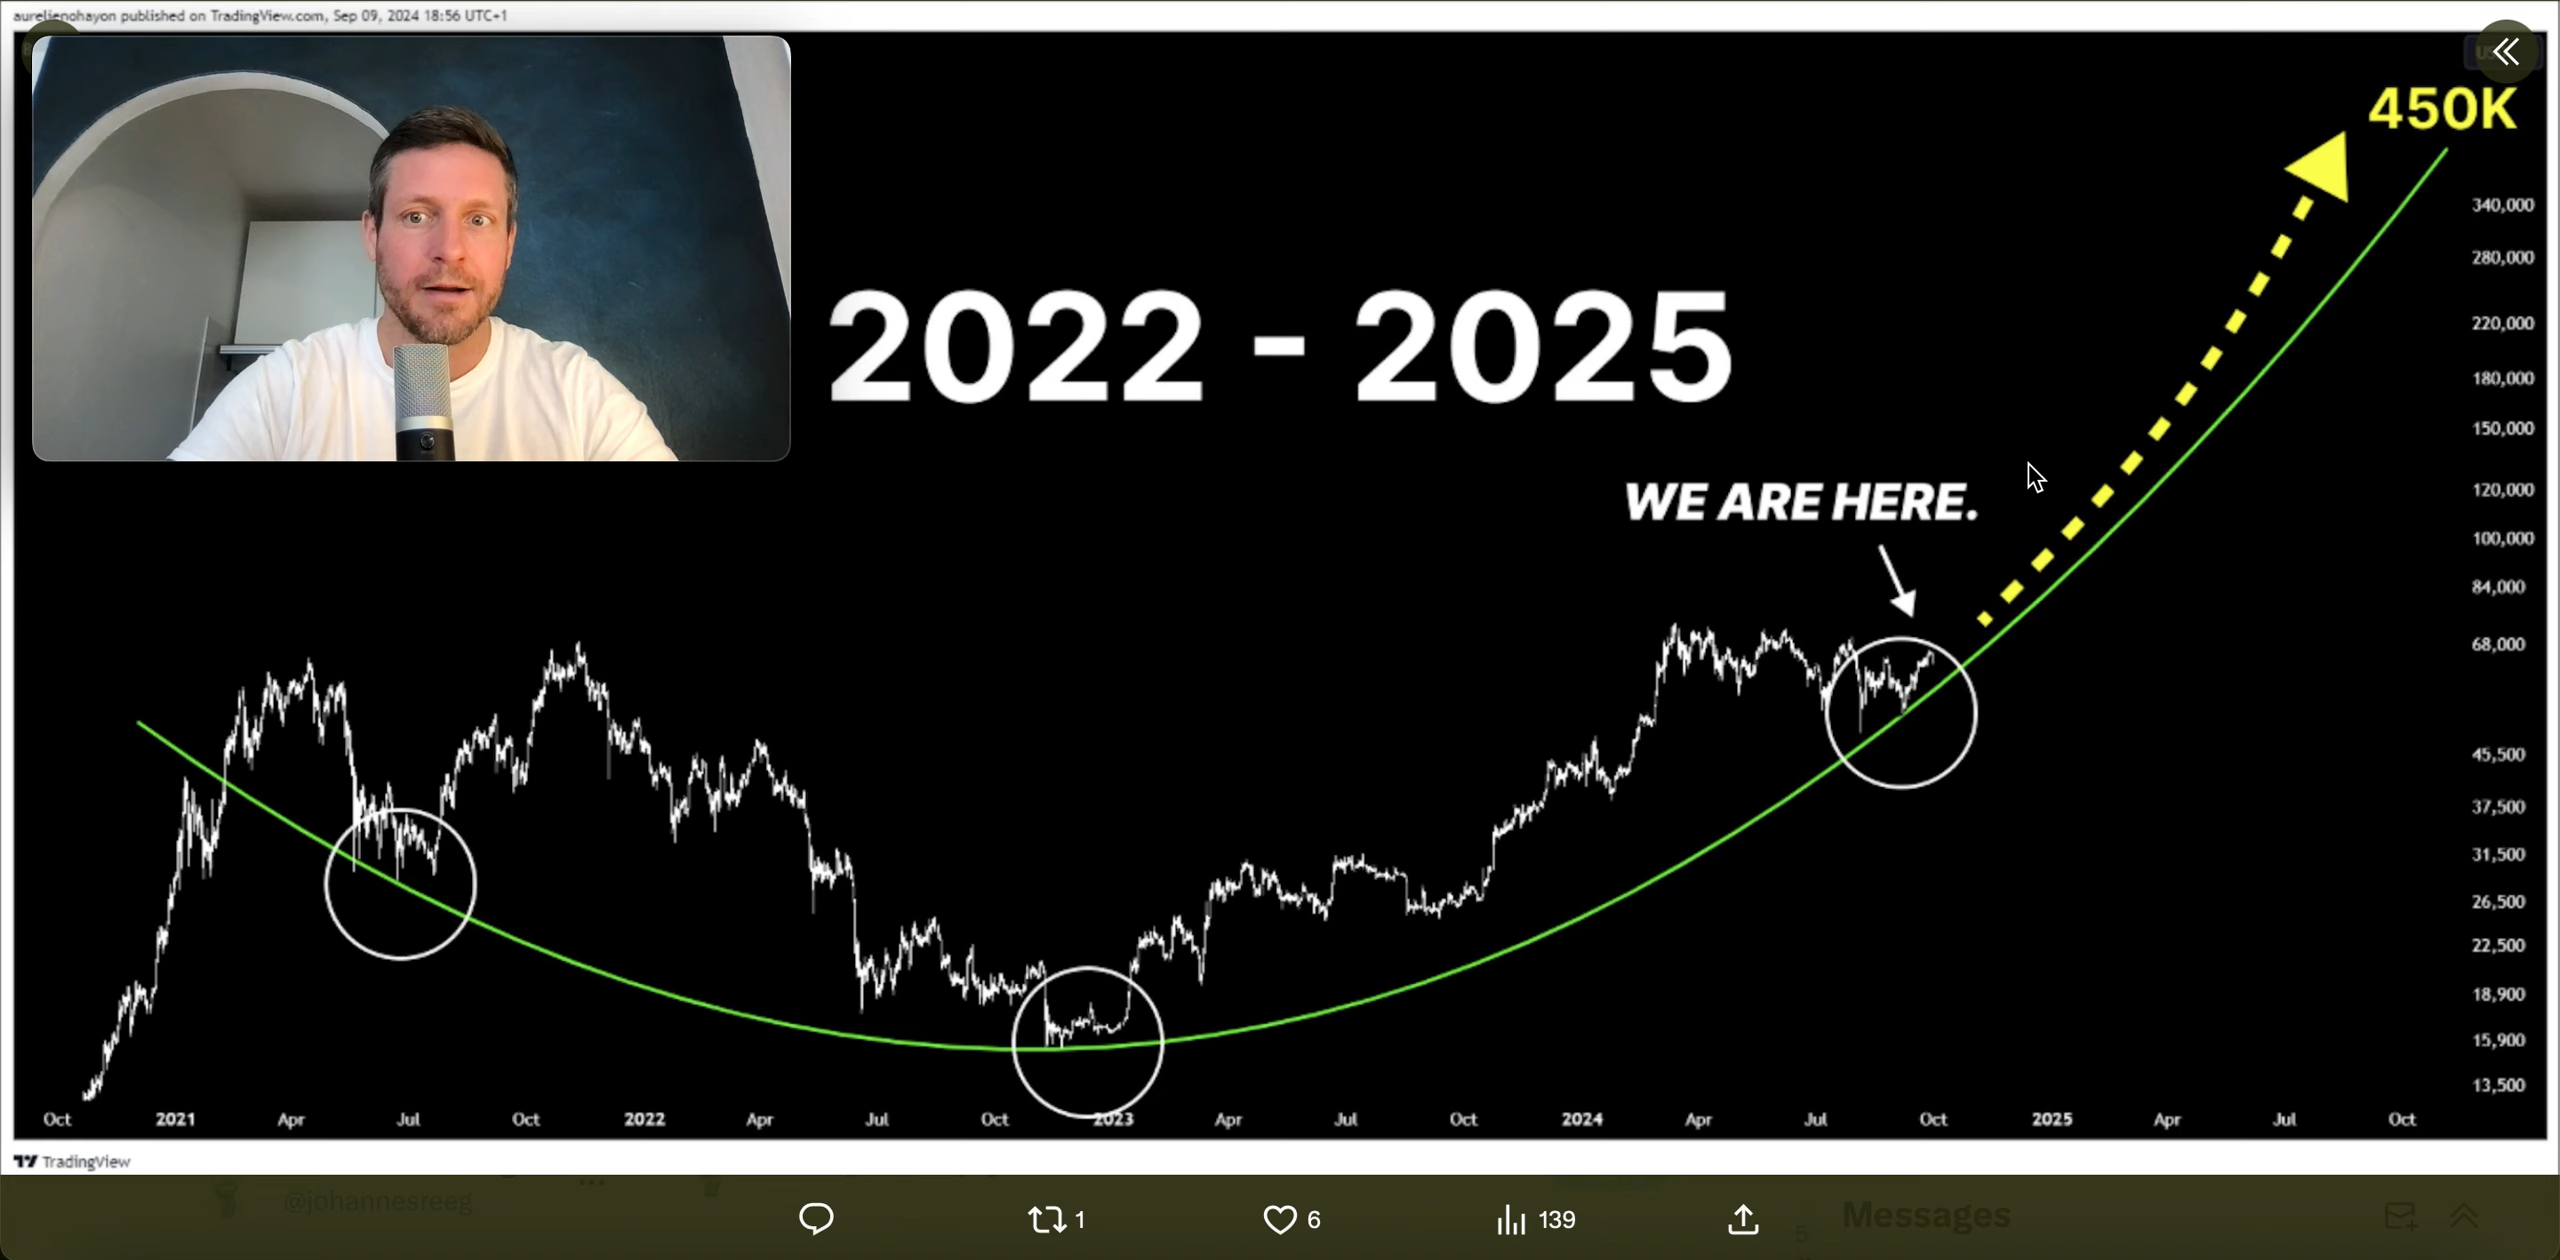 aurelienohayon published on TradingView.com, Sep 09, 2024 18:56 UTC+1
450K
2022 - 2025
WE ARE HERE.
340,000
280,000
220,000
180,000
150,000
120,000
100,000
84,000
68,000
45,500
37,500
31,500
26,500
22,500
18,900
15,900
13,500
Oct 2021 Apr Jul Oct 2022 Apr Jul Oct 2023 Apr Jul Oct 2024 Apr Jul Oct 2025 Apr Jul Oct
TradingView
@johannesreeg
Messages
1 6 139